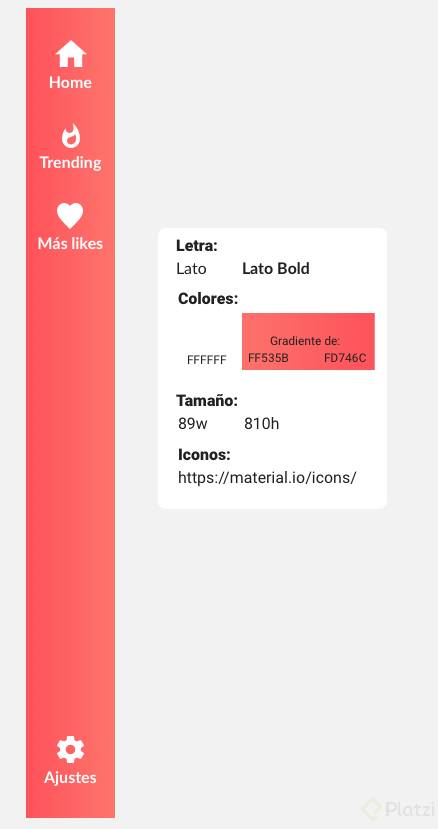 Home
Trending
Más likes
Letra:
Lato Lato Bold
Colores:
Gradiente de:
FFFFFF FF535B FD746C
Tamaño:
89w 810h
Iconos:
https://material.io/icons/
Ajustes
Platzi